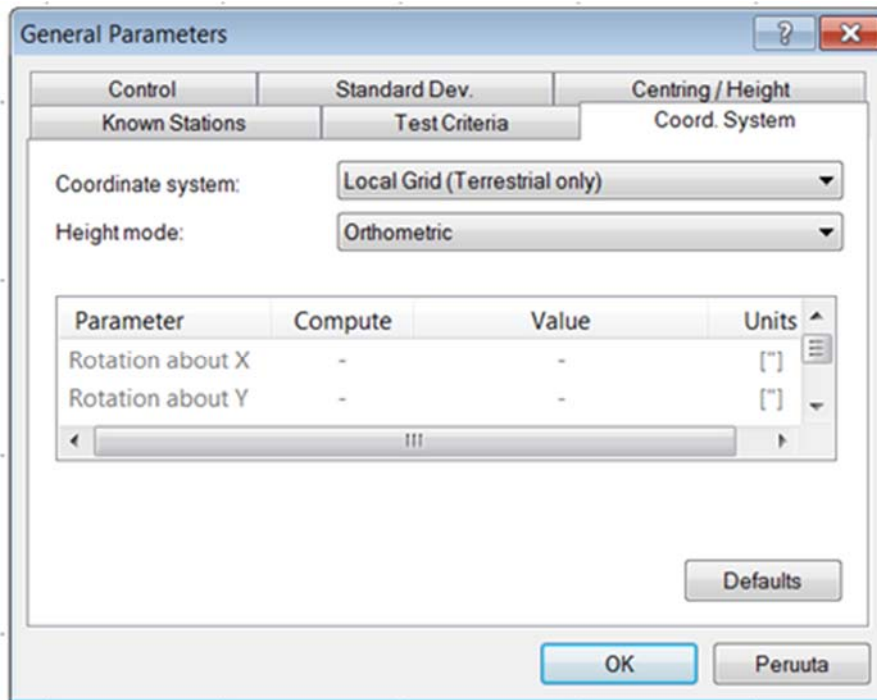 General Parameters
Control Standard Dev. Centring / Height
Known Stations Test Criteria Coord. System
Coordinate system: Local Grid (Terrestrial only)
Height mode: Orthometric
Parameter Compute Value Units
Rotation about X - - ["]
Rotation about Y - - ["]
Defaults
OK Peruuta